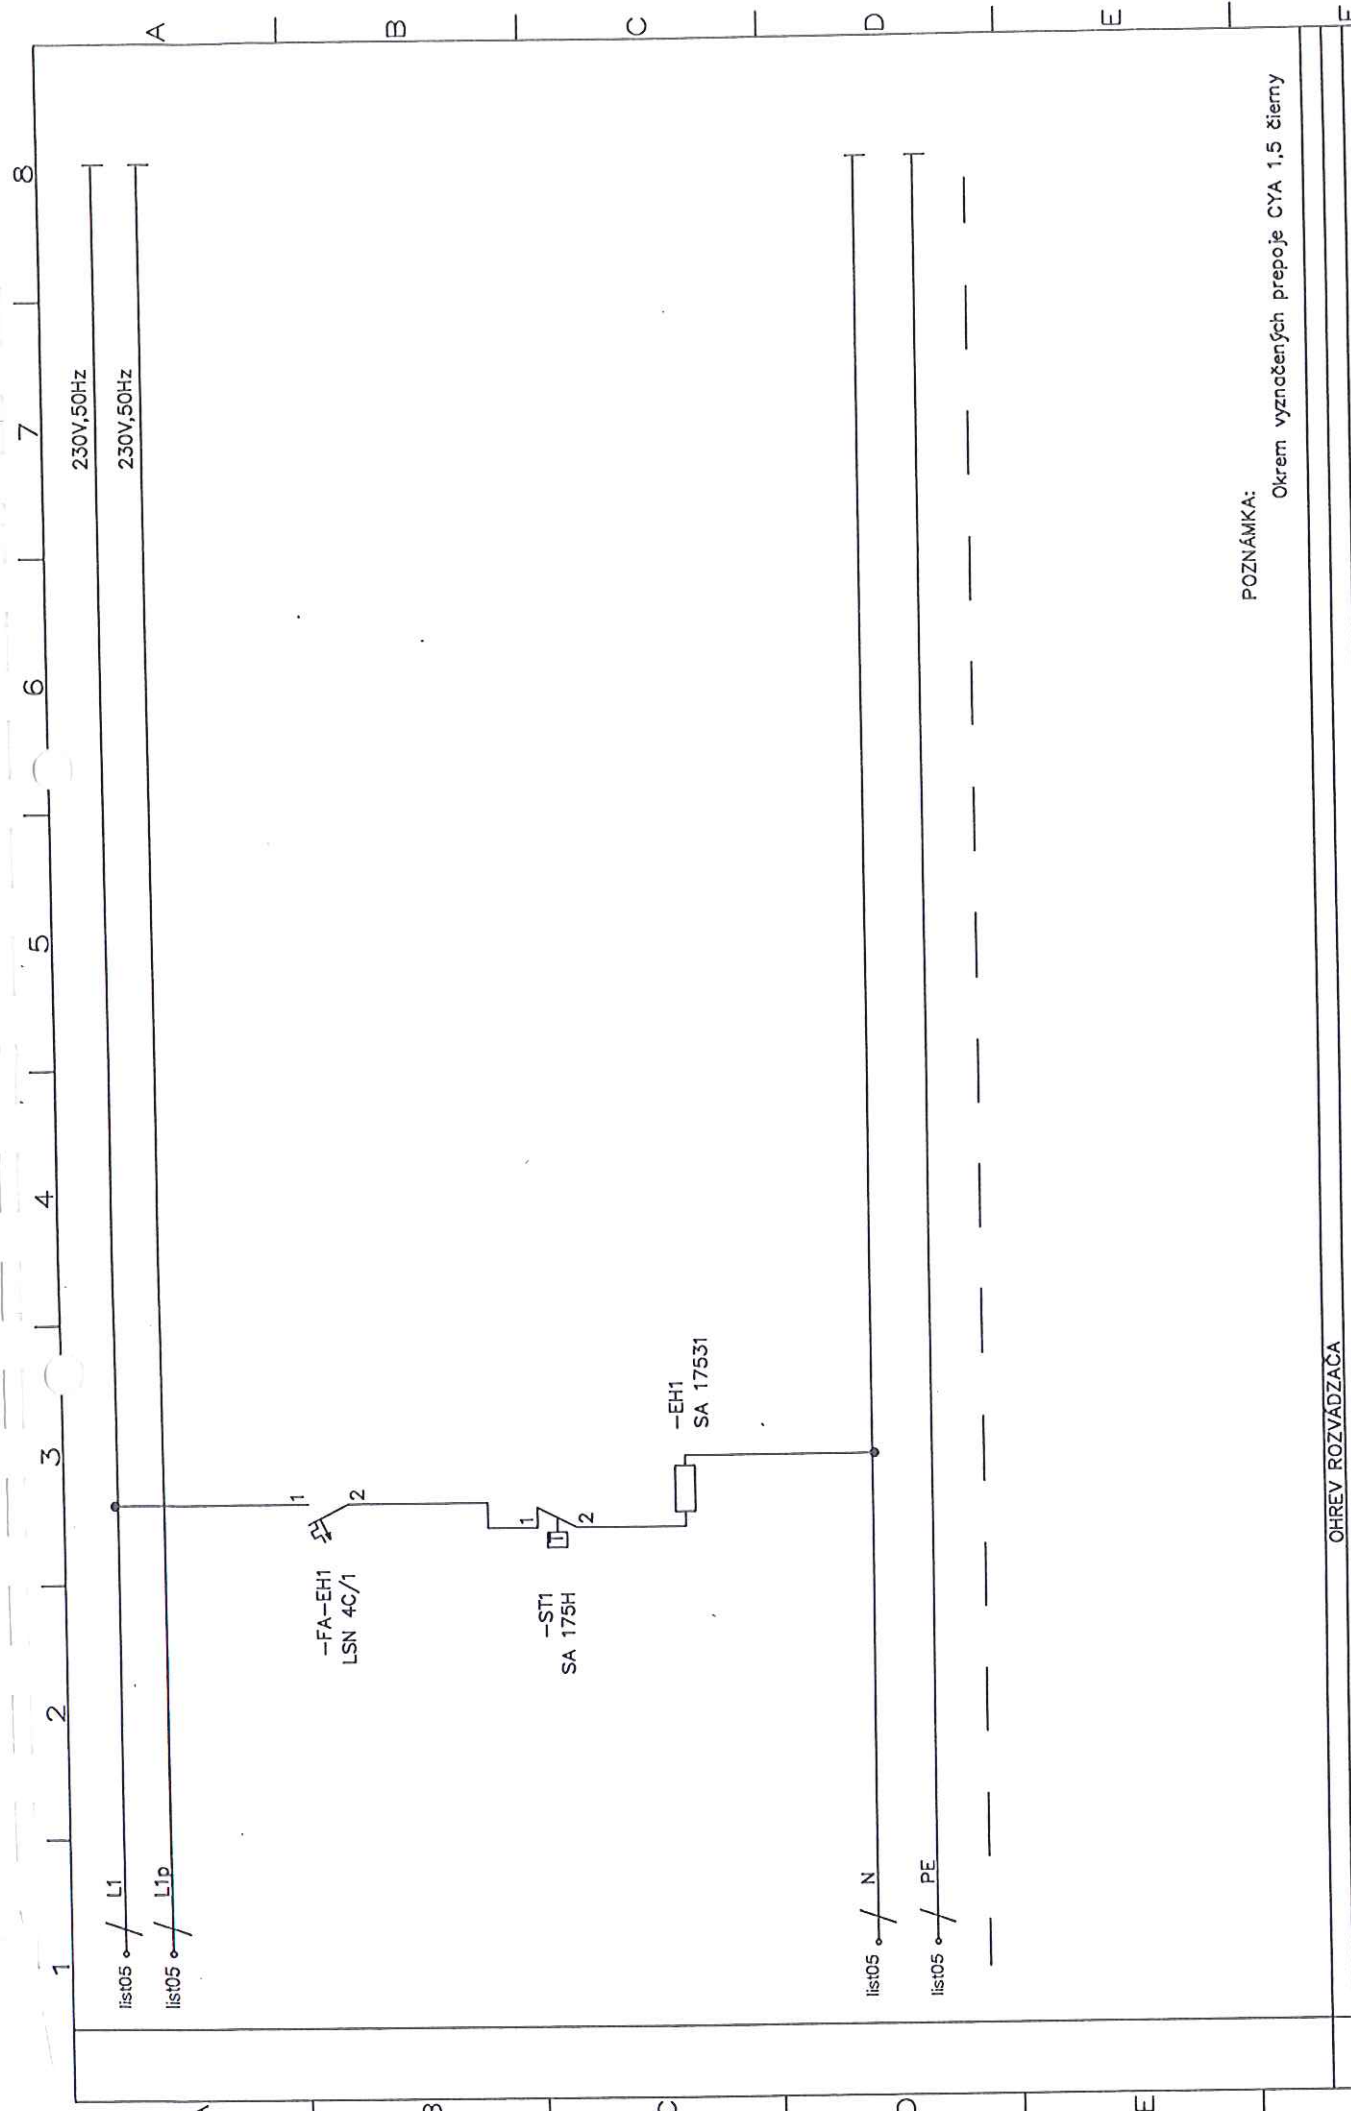 1 2 3 4 5 6 7 8
A
230V,50Hz
230V,50Hz
list05 L1
list05 L1p
1
-FA-EH1
LSN 4C/1
2
B
1
-ST1
SA 175H
2
C
-EH1
SA 17531
list05 N
D
list05 PE
E
POZNÁMKA:
Okrem vyznačených prepoje CYA 1,5 čierny
OHREV ROZVÁDZAČA